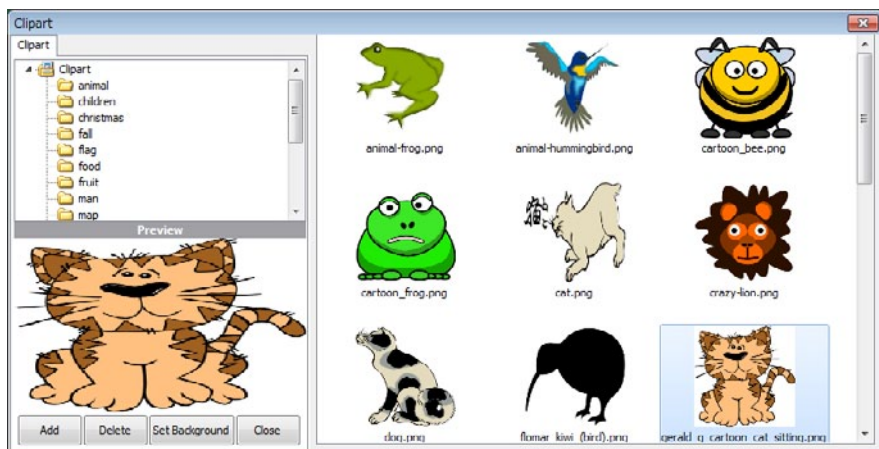 Clipart
Clipart
Clipart
animal
children
christmas
fall
flag
food
fruit
man
map
Preview
Add
Delete
Set Background
Close
animal-frog.png
animal-hummingbird.png
cartoon_bee.png
cartoon_frog.png
cat.png
crazy-lion.png
dog.png
flomar_kiwi_(bird).png
gerald_g_cartoon_cat_sitting.png